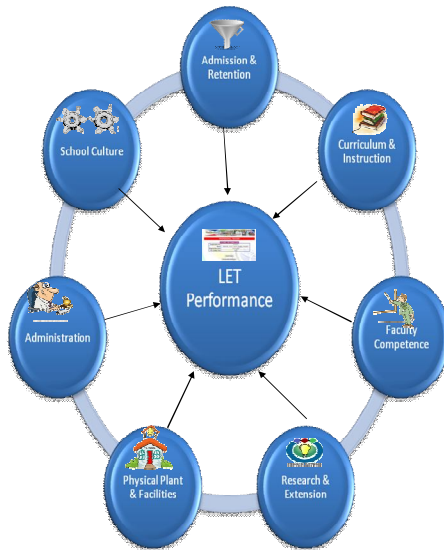 Admission &
Retention
Curriculum &
Instruction
Faculty
Competence
Research &
Extension
Physical Plant
& Facilities
Administration
School Culture
LET
Performance